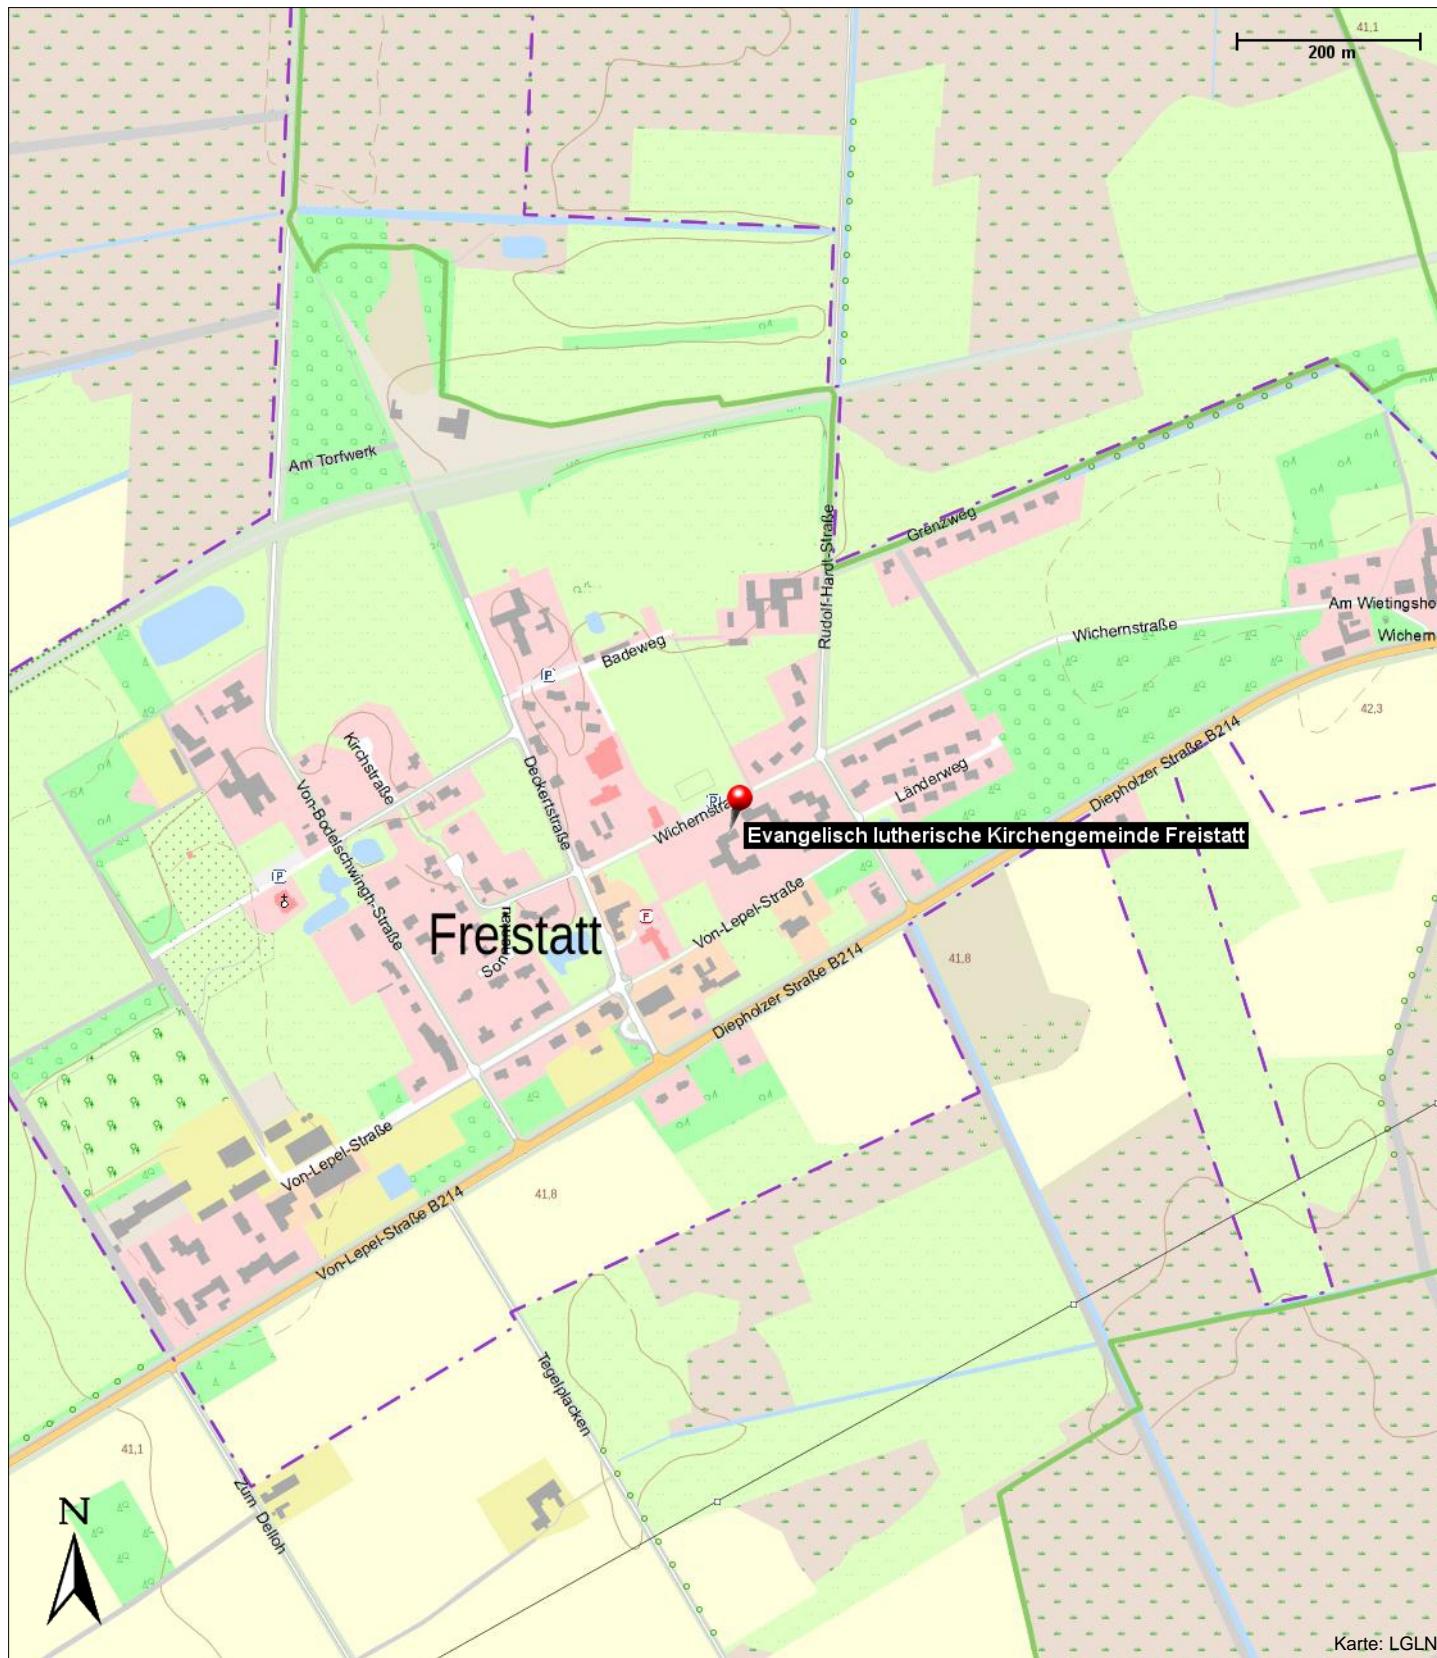 41,1
200 m
Am Torfwerk
Grenzweg
Rudolf-Hardt-Straße
Am Wietingsho
Wichernstraße
Wichern
Badeweg
P
42,3
Kirchstraße
Deckertstraße
Länderweg
Diepholzer Straße B214
Von-Bodelschwingh-Straße
Wichernstra
P
Evangelisch lutherische Kirchengemeinde Freistatt
P
F
Von-Lepel-Straße
Freistatt
41,8
Diepholzer Straße B214
Von-Lepel-Straße
41,8
Von-Lepel-Straße B214
Tegelplacken
41,1
Zum Delloh
N
Karte: LGLN